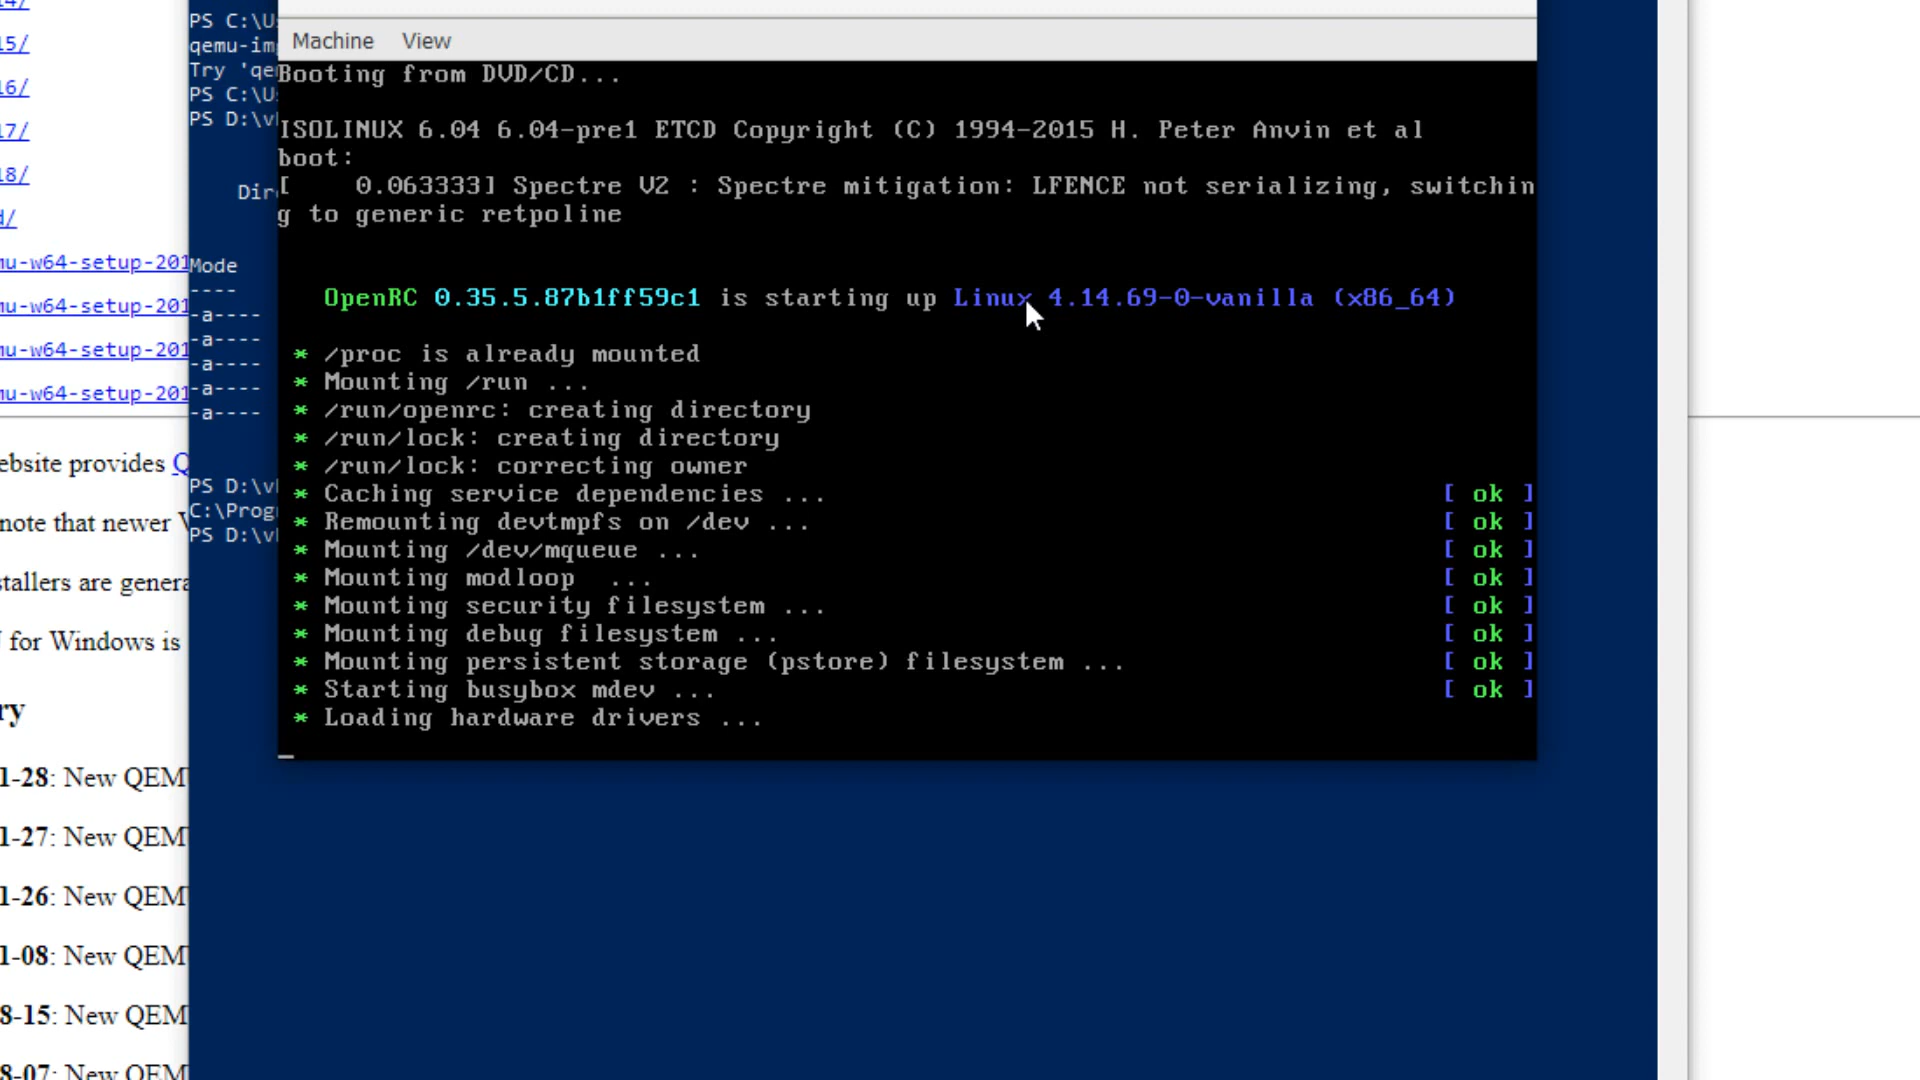 15/
16/
17/
18/
d/
mu-w64-setup-201
mu-w64-setup-201
mu-w64-setup-201
mu-w64-setup-201
ebsite provides Q
note that newer
stallers are genera
for Windows is
ry
1-28: New QEM
1-27: New QEM
1-26: New QEM
1-08: New QEM
8-15: New QEM
8-07: New QEM
PS C:\U
qemu-im
Try 'qe
PS C:\U
PS D:\v
Dir
Mode
----
-a----
-a----
-a----
-a----
-a----
PS D:\v
C:\Prog
PS D:\v
Machine View
Booting from DVD/CD...
ISOLINUX 6.04 6.04-pre1 ETCD Copyright (C) 1994-2015 H. Peter Anvin et al
boot:
[    0.063333] Spectre V2 : Spectre mitigation: LFENCE not serializing, switchin
g to generic retpoline
OpenRC 0.35.5.87b1ff59c1 is starting up Linux 4.14.69-0-vanilla (x86_64)
* /proc is already mounted
* Mounting /run ...
* /run/openrc: creating directory
* /run/lock: creating directory
* /run/lock: correcting owner
* Caching service dependencies ... [ ok ]
* Remounting devtmpfs on /dev ... [ ok ]
* Mounting /dev/mqueue ... [ ok ]
* Mounting modloop  ... [ ok ]
* Mounting security filesystem ... [ ok ]
* Mounting debug filesystem ... [ ok ]
* Mounting persistent storage (pstore) filesystem ... [ ok ]
* Starting busybox mdev ... [ ok ]
* Loading hardware drivers ...